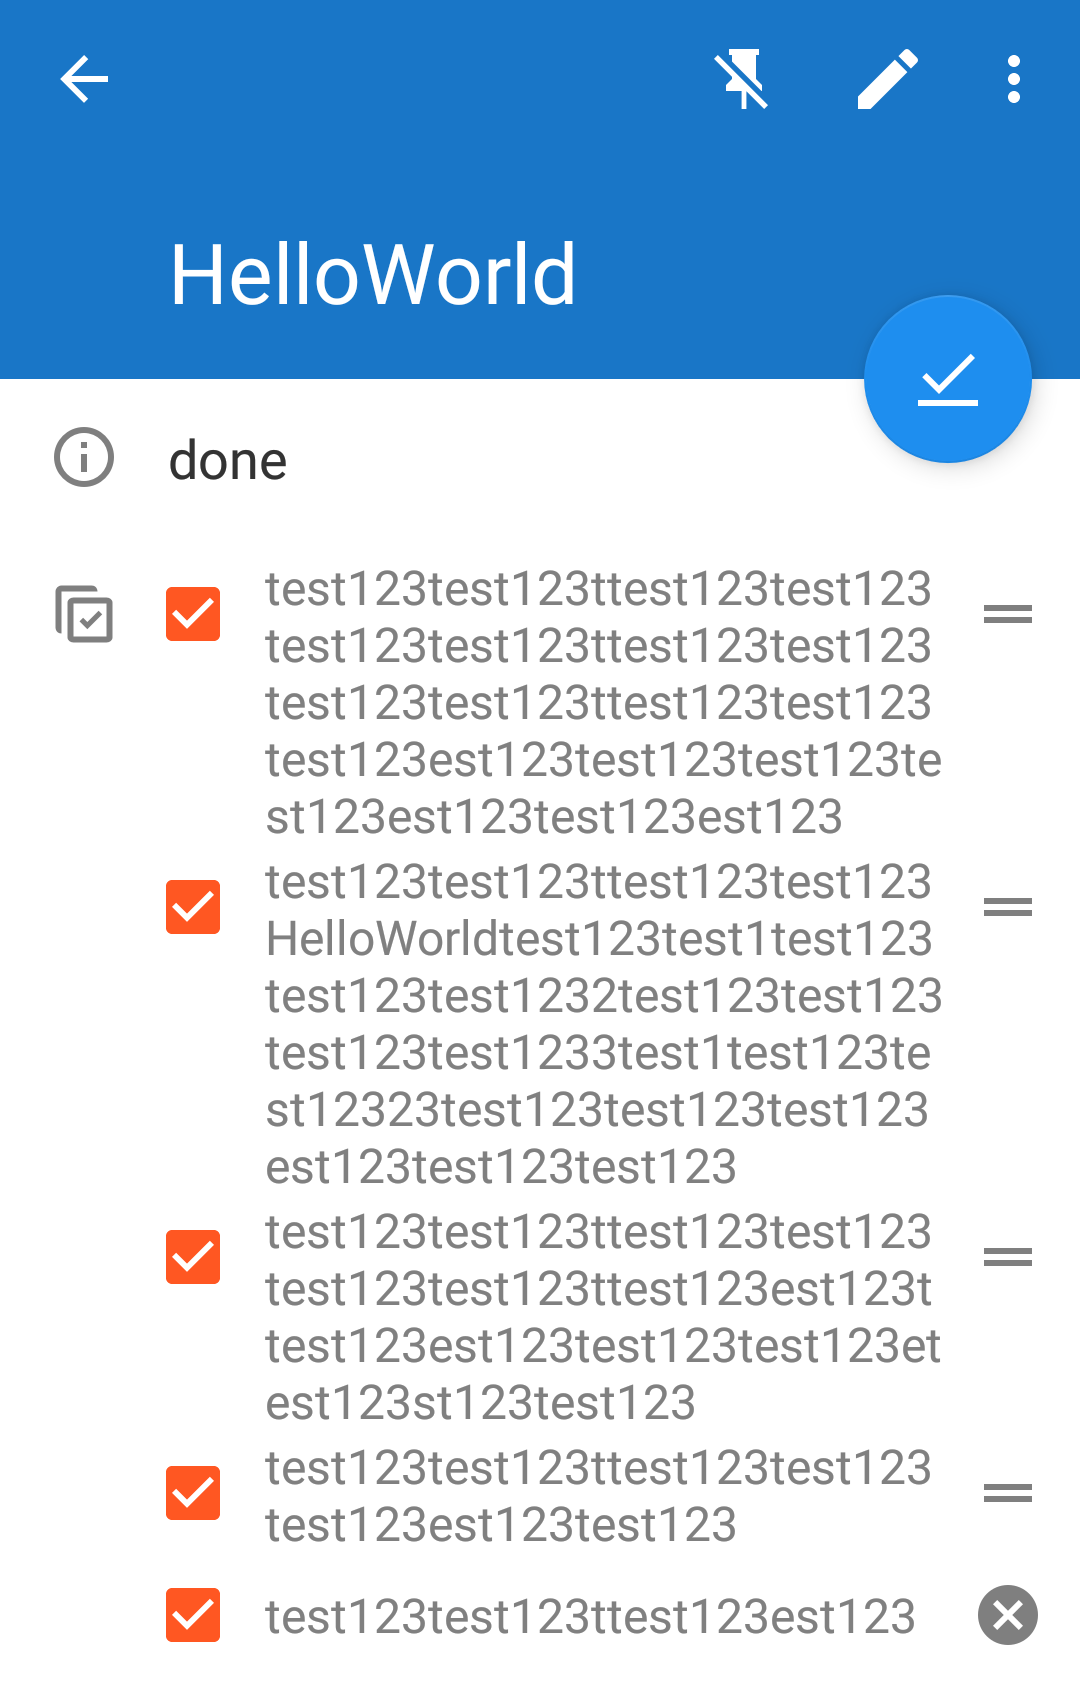 HelloWorld
done
test123test123ttest123test123
test123test123ttest123test123
test123test123ttest123test123
test123est123test123test123te
st123est123test123est123
test123test123ttest123test123
HelloWorldtest123test1test123
test123test1232test123test123
test123test1233test1test123te
st12323test123test123test123
est123test123test123
test123test123ttest123test123
test123test123ttest123est123t
test123est123test123test123et
est123st123test123
test123test123ttest123test123
test123est123test123
test123test123ttest123est123